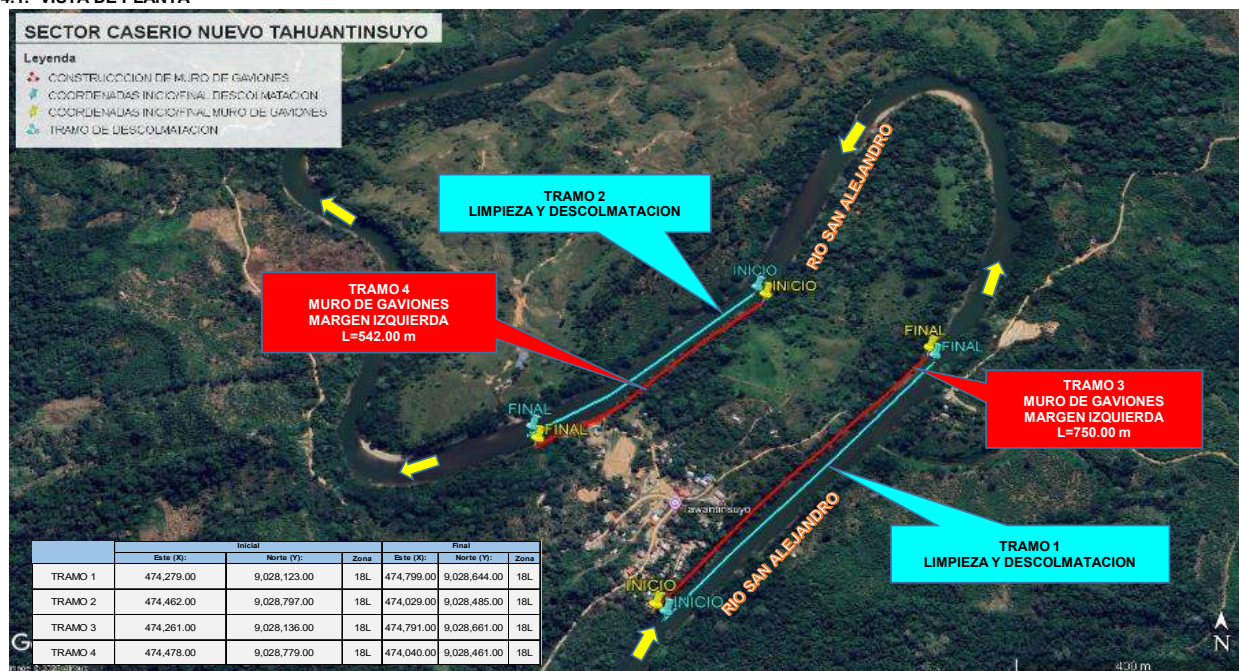 4.1. VISTA DE PLANTA
SECTOR CASERIO NUEVO TAHUANTINSUYO
Leyenda
CONSTRUCCCION DE MURO DE GAVIONES
COORDENADAS INICIO/FINAL DESCOLMATACION
COORDENADAS INICIO/FINAL MURO DE GAVIONES
TRAMO DE DESCOLMATACION
TRAMO 2
LIMPIEZA Y DESCOLMATACION
RIO SAN ALEJANDRO
TRAMO 4
MURO DE GAVIONES
MARGEN IZQUIERDA
L=542.00 m
INICIO
INICIO
FINAL
FINAL
TRAMO 3
MURO DE GAVIONES
MARGEN IZQUIERDA
L=750.00 m
FINAL
FINAL
Tawantinsuyo
RIO SAN ALEJANDRO
TRAMO 1
LIMPIEZA Y DESCOLMATACION
INICIO
INICIO
Inicial Final
Este (X): Norte (Y): Zona Este (X): Norte (Y): Zona
TRAMO 1 474,279.00 9,028,123.00 18L 474,799.00 9,028,644.00 18L
TRAMO 2 474,462.00 9,028,797.00 18L 474,029.00 9,028,485.00 18L
TRAMO 3 474,261.00 9,028,136.00 18L 474,791.00 9,028,661.00 18L
TRAMO 4 474,478.00 9,028,779.00 18L 474,040.00 9,028,461.00 18L
G
N
400 m